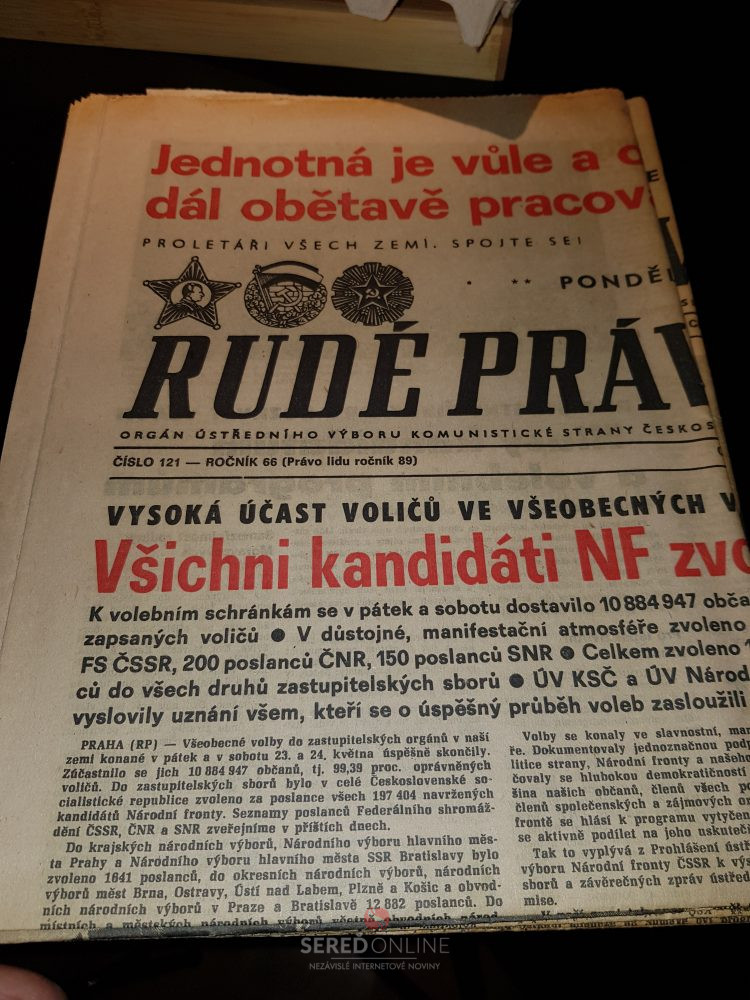 Jednotná je vůle a
dál obětavě pracov
PROLETÁŘI VŠECH ZEMÍ, SPOJTE SE!
PONDĚL
RUDÉ PRÁV
ORGÁN ÚSTŘEDNÍHO VÝBORU KOMUNISTICKÉ STRANY ČESKOS
ČÍSLO 121 — ROČNÍK 66 (Právo lidu ročník 89)
VYSOKÁ ÚČAST VOLIČŮ VE VŠEOBECNÝCH V
Všichni kandidáti NF zvo
K volebním schránkám se v pátek a sobotu dostavilo 10 884 947 obča
zapsaných voličů ● V důstojné, manifestační atmosféře zvoleno
FS ČSSR, 200 poslanců ČNR, 150 poslanců SNR ● Celkem zvoleno 1
ců do všech druhů zastupitelských sborů ● ÚV KSČ a ÚV Národ
vyslovily uznání všem, kteří se o úspěšný průběh voleb zasloužili
PRAHA (RP) — Všeobecné volby do zastupitelských orgánů v naší
zemi konané v pátek a v sobotu 23. a 24. května úspěšně skončily.
Zúčastnilo se jich 10 884 947 občanů, tj. 99,39 proc. oprávněných
voličů. Do zastupitelských sborů bylo v celé Československé so-
cialistické republice zvoleno za poslance všech 197 404 navržených
kandidátů Národní fronty. Seznamy poslanců Federálního shromáž-
dění ČSSR, ČNR a SNR zveřejníme v příštích dnech.
Do krajských národních výborů, Národního výboru hlavního měs-
ta Prahy a Národního výboru hlavního města SSR Bratislavy bylo
zvoleno 1641 poslanců, do okresních národních výborů, národních
výborů měst Brna, Ostravy, Ústí nad Labem, Plzně a Košic a obvod-
ních národních výborů v Praze a Bratislavě 12 882 poslanců. Do
místních a městských národních výborů včetně obvodních národ
Volby se konaly ve slavnostní, man
ře. Dokumentovaly jednoznačnou podp
litice strany, Národní fronty a našeho
čovaly se hlubokou demokratičností
šina našich občanů, členů všech po
členů společenských a zájmových or
frontě se hlásí k programu vytyčen
se aktivně podílet na jeho uskuteč
Tak to vyplývá z Prohlášení ústř
výboru Národní fronty ČSSR k výs
sborů a závěrečných zpráv ústřed
mise.
SEREDONLINE
NEZÁVISLÉ INTERNETOVÉ NOVINY